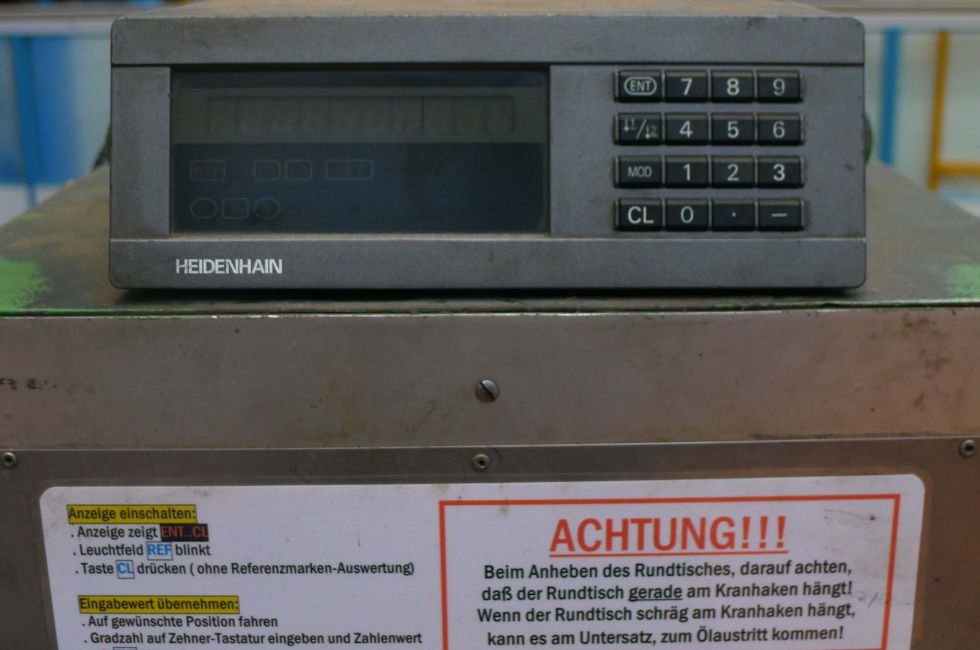 ENT 7 8 9
4 5 6
MOD 1 2 3
CL 0 . –
HEIDENHAIN
Anzeige einschalten:
. Anzeige zeigt ENT..CL
. Leuchtfeld REF blinkt
. Taste CL drücken ( ohne Referenzmarken-Auswertung)
Eingabewert übernehmen:
. Auf gewünschte Position fahren
. Gradzahl auf Zehner-Tastatur eingeben und Zahlenwert
ACHTUNG!!!
Beim Anheben des Rundtisches, darauf achten,
daß der Rundtisch gerade am Kranhaken hängt!
Wenn der Rundtisch schräg am Kranhaken hängt,
kann es am Untersatz, zum Ölaustritt kommen!